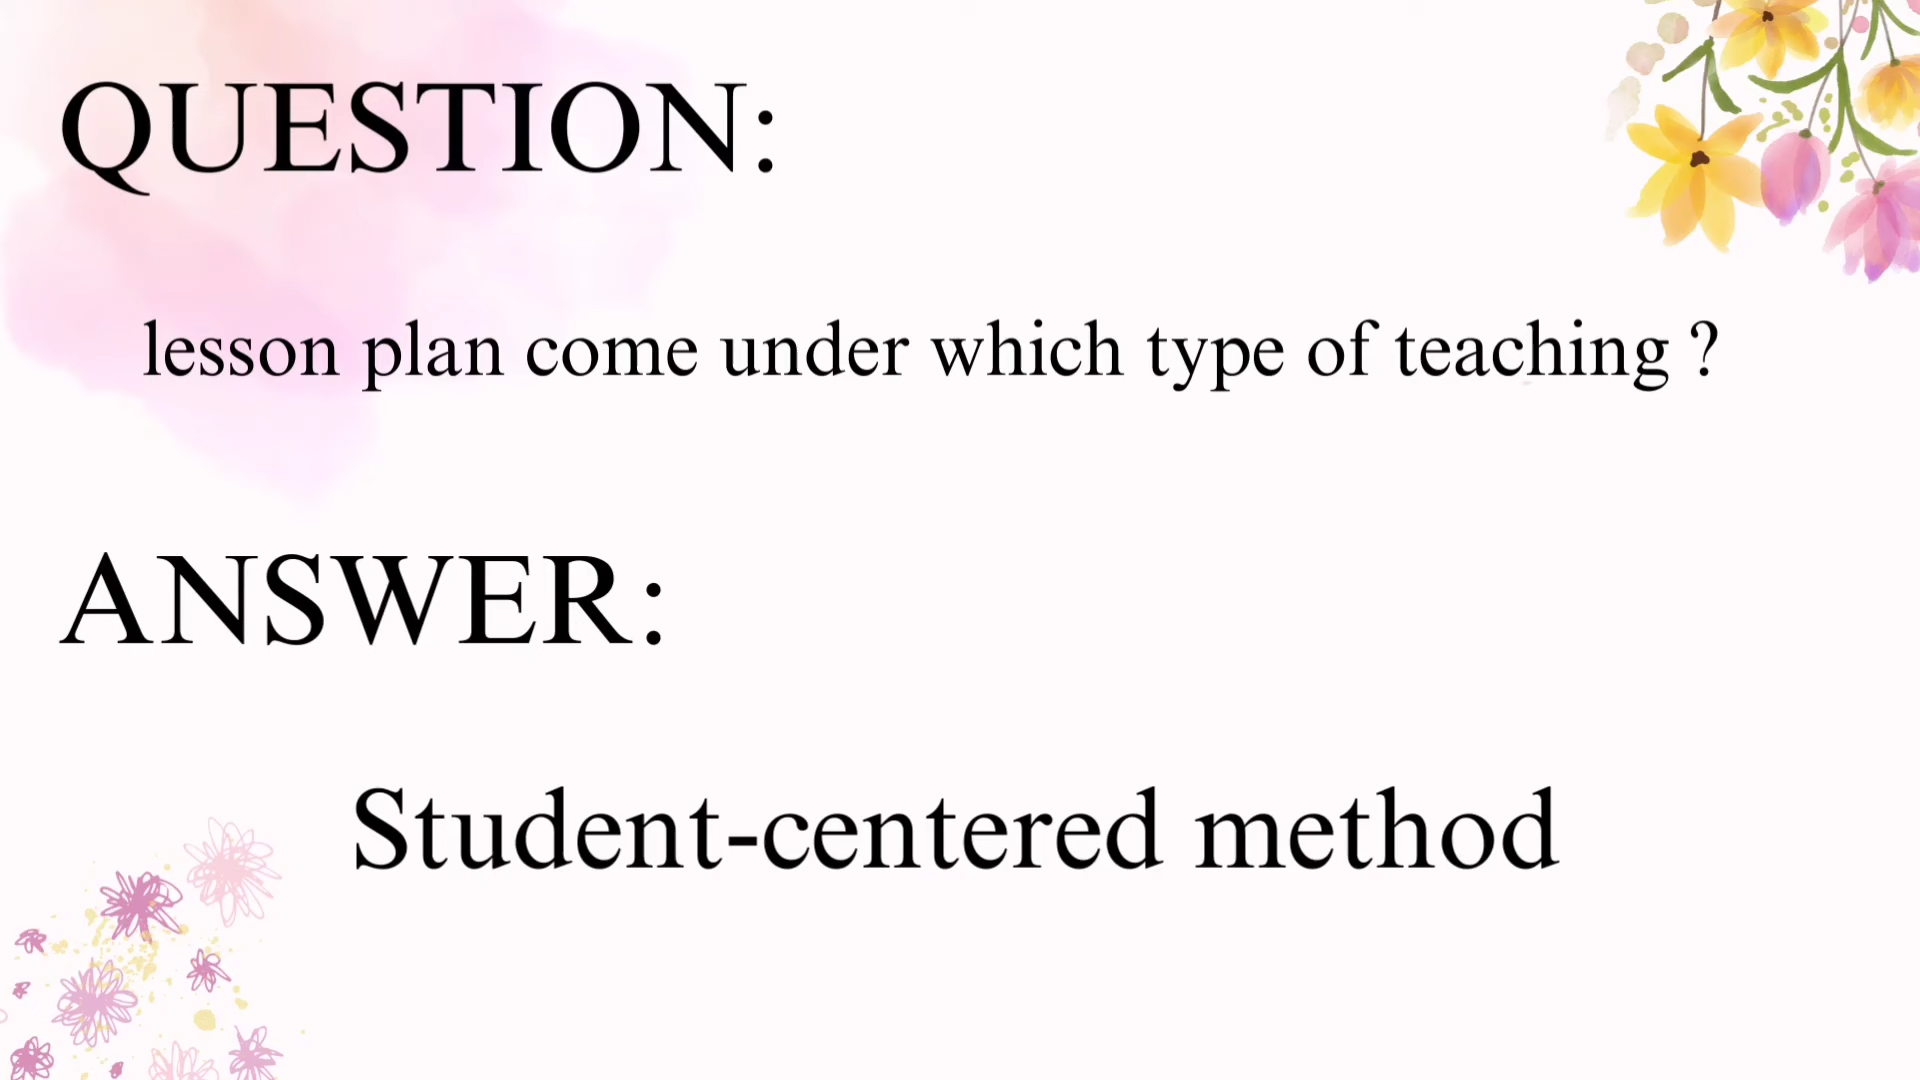 QUESTION:
lesson plan come under which type of teaching ?
ANSWER:
Student-centered method